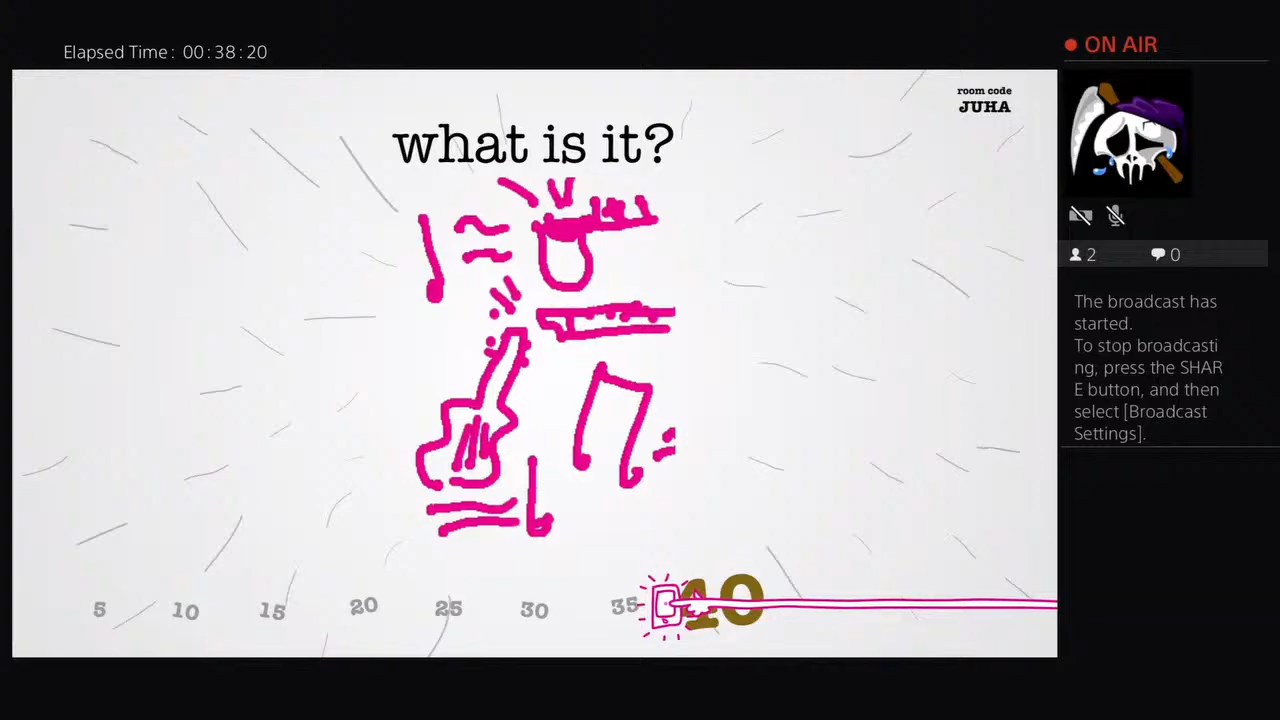 Elapsed Time: 00:38:20
ON AIR
room code
JUHA
what is it?
2
0
The broadcast has
started.
To stop broadcasti
ng, press the SHAR
E button, and then
select [Broadcast
Settings].
5
10
15
20
25
30
35
40